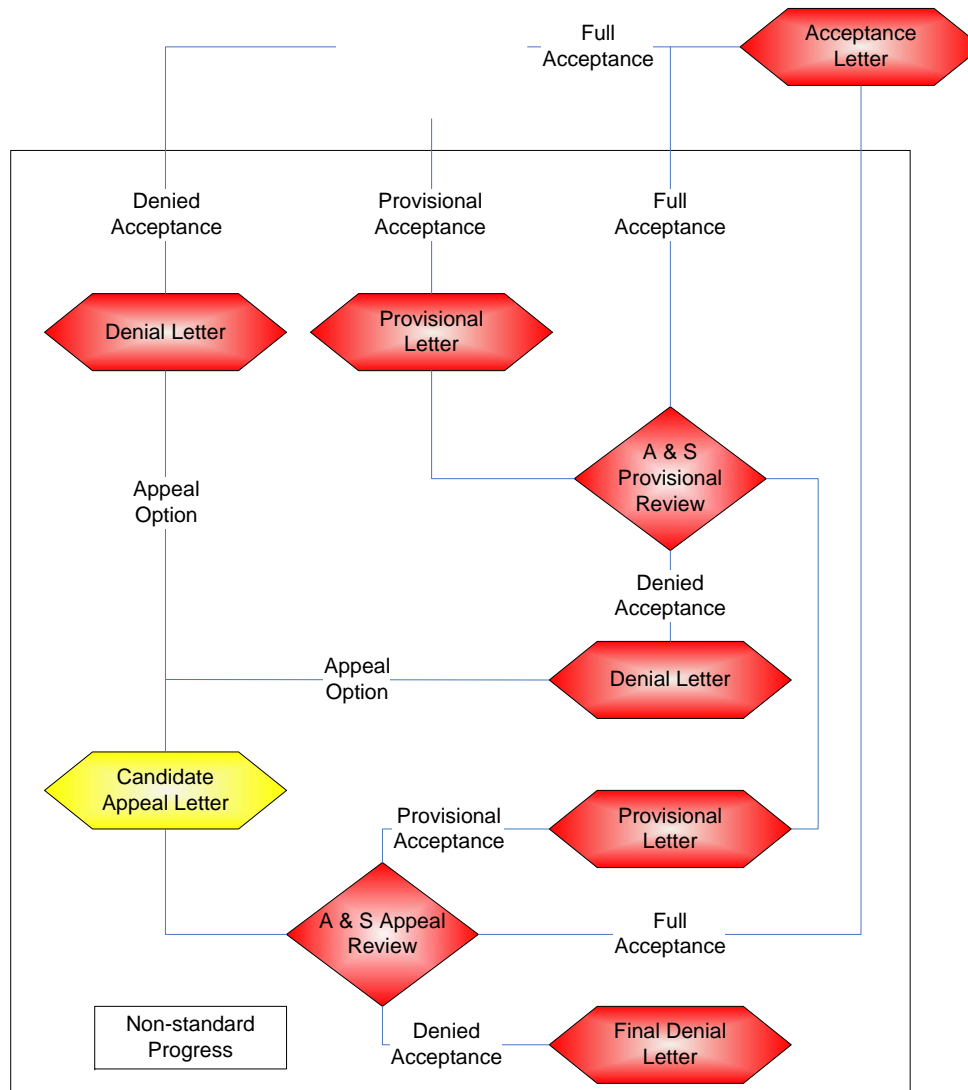 Full
Acceptance
Acceptance
Letter
Denied
Acceptance
Provisional
Acceptance
Full
Acceptance
Denial Letter
Provisional
Letter
A & S
Provisional
Review
Appeal
Option
Denied
Acceptance
Appeal
Option
Denial Letter
Candidate
Appeal Letter
Provisional
Acceptance
Provisional
Letter
A & S Appeal
Review
Full
Acceptance
Non-standard
Progress
Denied
Acceptance
Final Denial
Letter